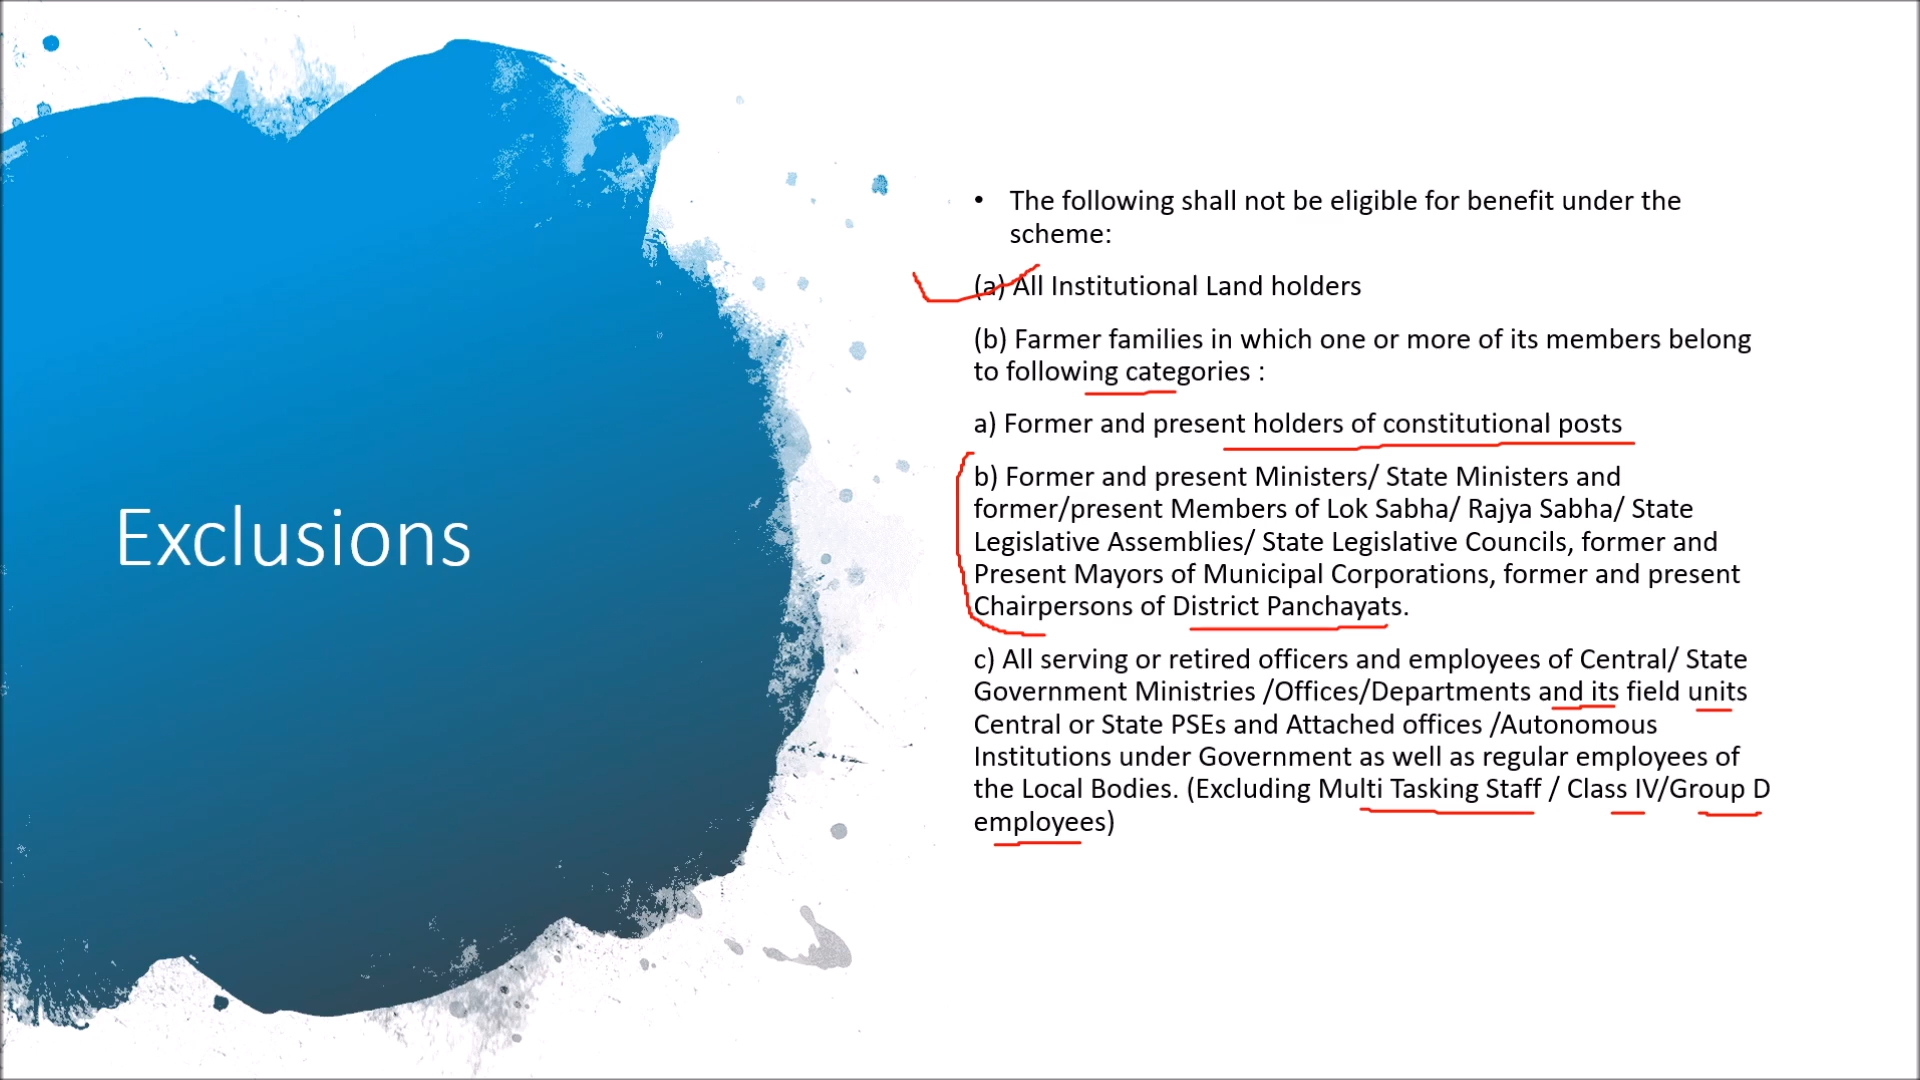 Exclusions
• The following shall not be eligible for benefit under the
scheme:
(a) All Institutional Land holders
(b) Farmer families in which one or more of its members belong
to following categories :
a) Former and present holders of constitutional posts
b) Former and present Ministers/ State Ministers and
former/present Members of Lok Sabha/ Rajya Sabha/ State
Legislative Assemblies/ State Legislative Councils, former and
Present Mayors of Municipal Corporations, former and present
Chairpersons of District Panchayats.
c) All serving or retired officers and employees of Central/ State
Government Ministries /Offices/Departments and its field units
Central or State PSEs and Attached offices /Autonomous
Institutions under Government as well as regular employees of
the Local Bodies. (Excluding Multi Tasking Staff / Class IV/Group D
employees)